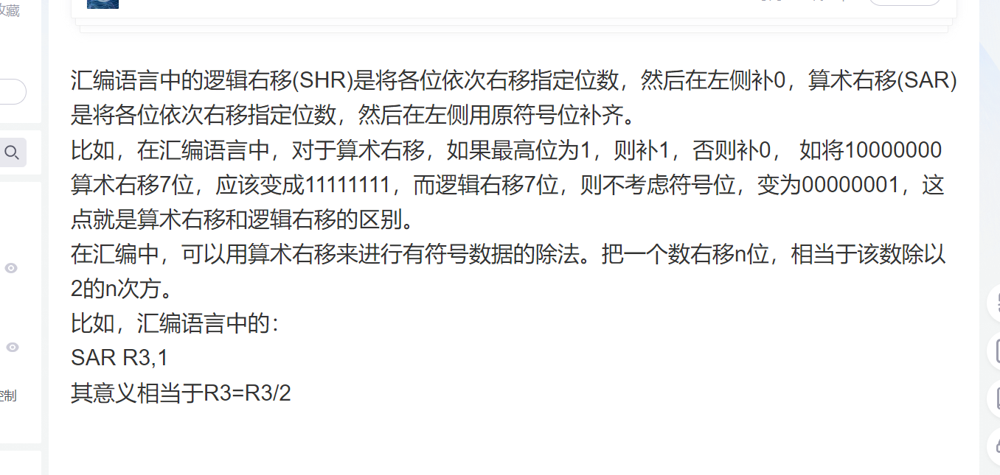 收藏
汇编语言中的逻辑右移(SHR)是将各位依次右移指定位数，然后在左侧补0，算术右移(SAR)
是将各位依次右移指定位数，然后在左侧用原符号位补齐。
比如，在汇编语言中，对于算术右移，如果最高位为1，则补1，否则补0， 如将10000000
算术右移7位，应该变成11111111，而逻辑右移7位，则不考虑符号位，变为00000001，这
点就是算术右移和逻辑右移的区别。
在汇编中，可以用算术右移来进行有符号数据的除法。把一个数右移n位，相当于该数除以
2的n次方。
比如，汇编语言中的：
SAR R3,1
其意义相当于R3=R3/2
控制